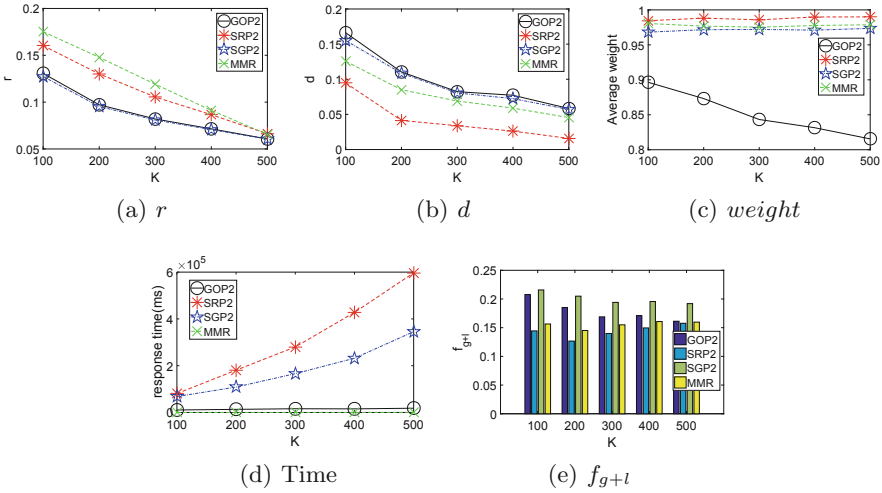 0.2
0.15
0.1
0.05
r
100 200 300 400 500
K
GOP2
SRP2
SGP2
MMR
(a) r
0.2
0.15
0.1
0.05
0
d
100 200 300 400 500
K
GOP2
SRP2
SGP2
MMR
(b) d
1
0.95
0.9
0.85
0.8
Average weight
100 200 300 400 500
K
GOP2
SRP2
SGP2
MMR
(c) weight
×10^5
6
4
2
0
response time(ms)
100 200 300 400 500
K
GOP2
SRP2
SGP2
MMR
(d) Time
0.25
0.2
0.15
0.1
0.05
0
f_{g+l}
100 200 300 400 500
K
GOP2
SRP2
SGP2
MMR
(e) f_{g+l}